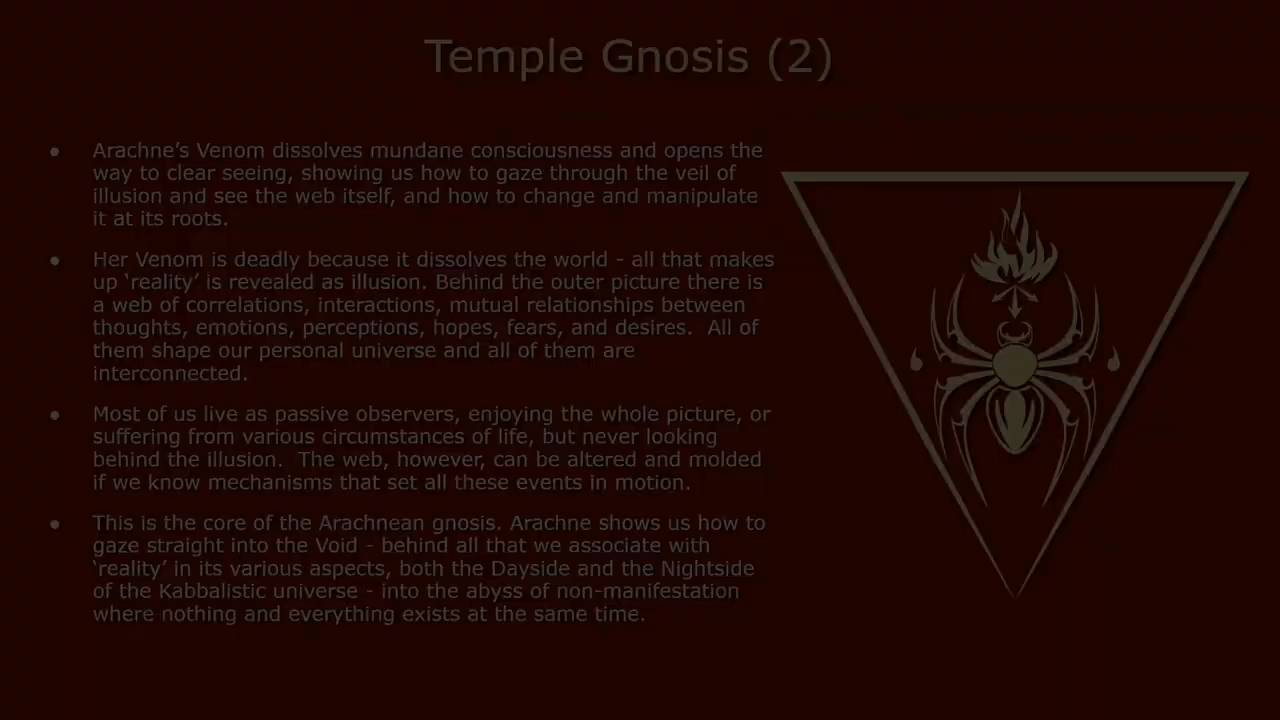 Temple Gnosis (2)
• Arachne’s Venom dissolves mundane consciousness and opens the
way to clear seeing, showing us how to gaze through the veil of
illusion and see the web itself, and how to change and manipulate
it at its roots.
• Her Venom is deadly because it dissolves the world - all that makes
up ‘reality’ is revealed as illusion. Behind the outer picture there is
a web of correlations, interactions, mutual relationships between
thoughts, emotions, perceptions, hopes, fears, and desires.  All of
them shape our personal universe and all of them are
interconnected.
• Most of us live as passive observers, enjoying the whole picture, or
suffering from various circumstances of life, but never looking
behind the illusion.  The web, however, can be altered and molded
if we know mechanisms that set all these events in motion.
• This is the core of the Arachnean gnosis. Arachne shows us how to
gaze straight into the Void - behind all that we associate with
‘reality’ in its various aspects, both the Dayside and the Nightside
of the Kabbalistic universe - into the abyss of non-manifestation
where nothing and everything exists at the same time.